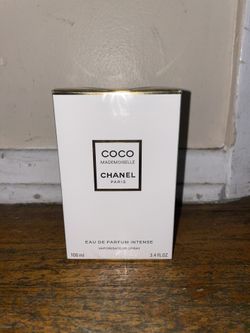 COCO
MADEMOISELLE
CHANEL
PARIS
EAU DE PARFUM INTENSE
VAPORISATEUR SPRAY
100 ml 3.4 FL.OZ